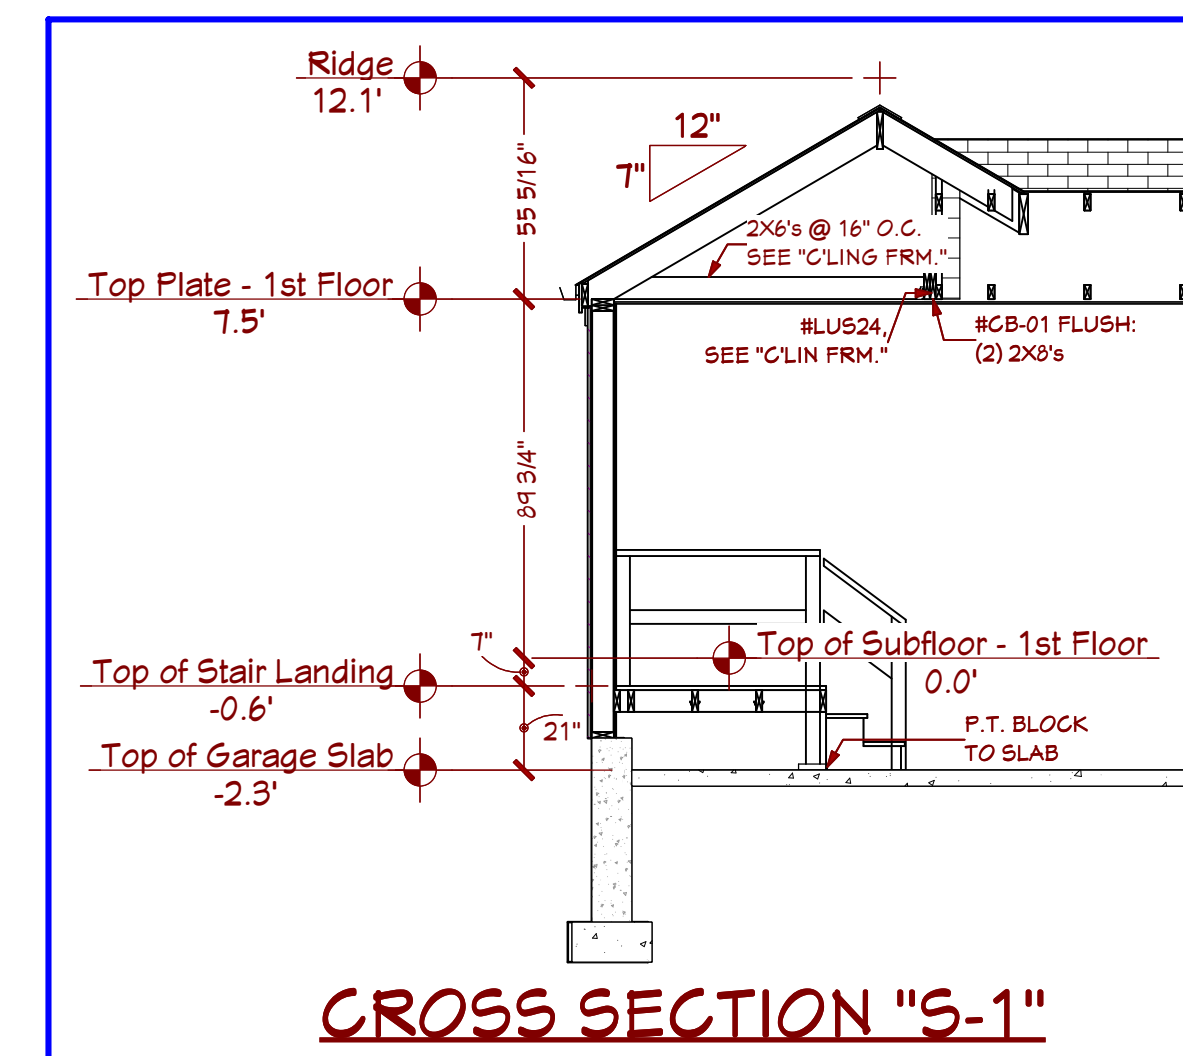 Ridge
12.1'
12"
7"
55 5/16"
2X6's @ 16" O.C.
SEE "C'LING FRM."
Top Plate - 1st Floor
7.5'
#LUS24,
SEE "C'LIN FRM."
#CB-01 FLUSH:
(2) 2X8's
89 3/4"
7"
Top of Subfloor - 1st Floor
0.0'
Top of Stair Landing
-0.6'
21"
P.T. BLOCK
TO SLAB
Top of Garage Slab
-2.3'
CROSS SECTION "S-1"